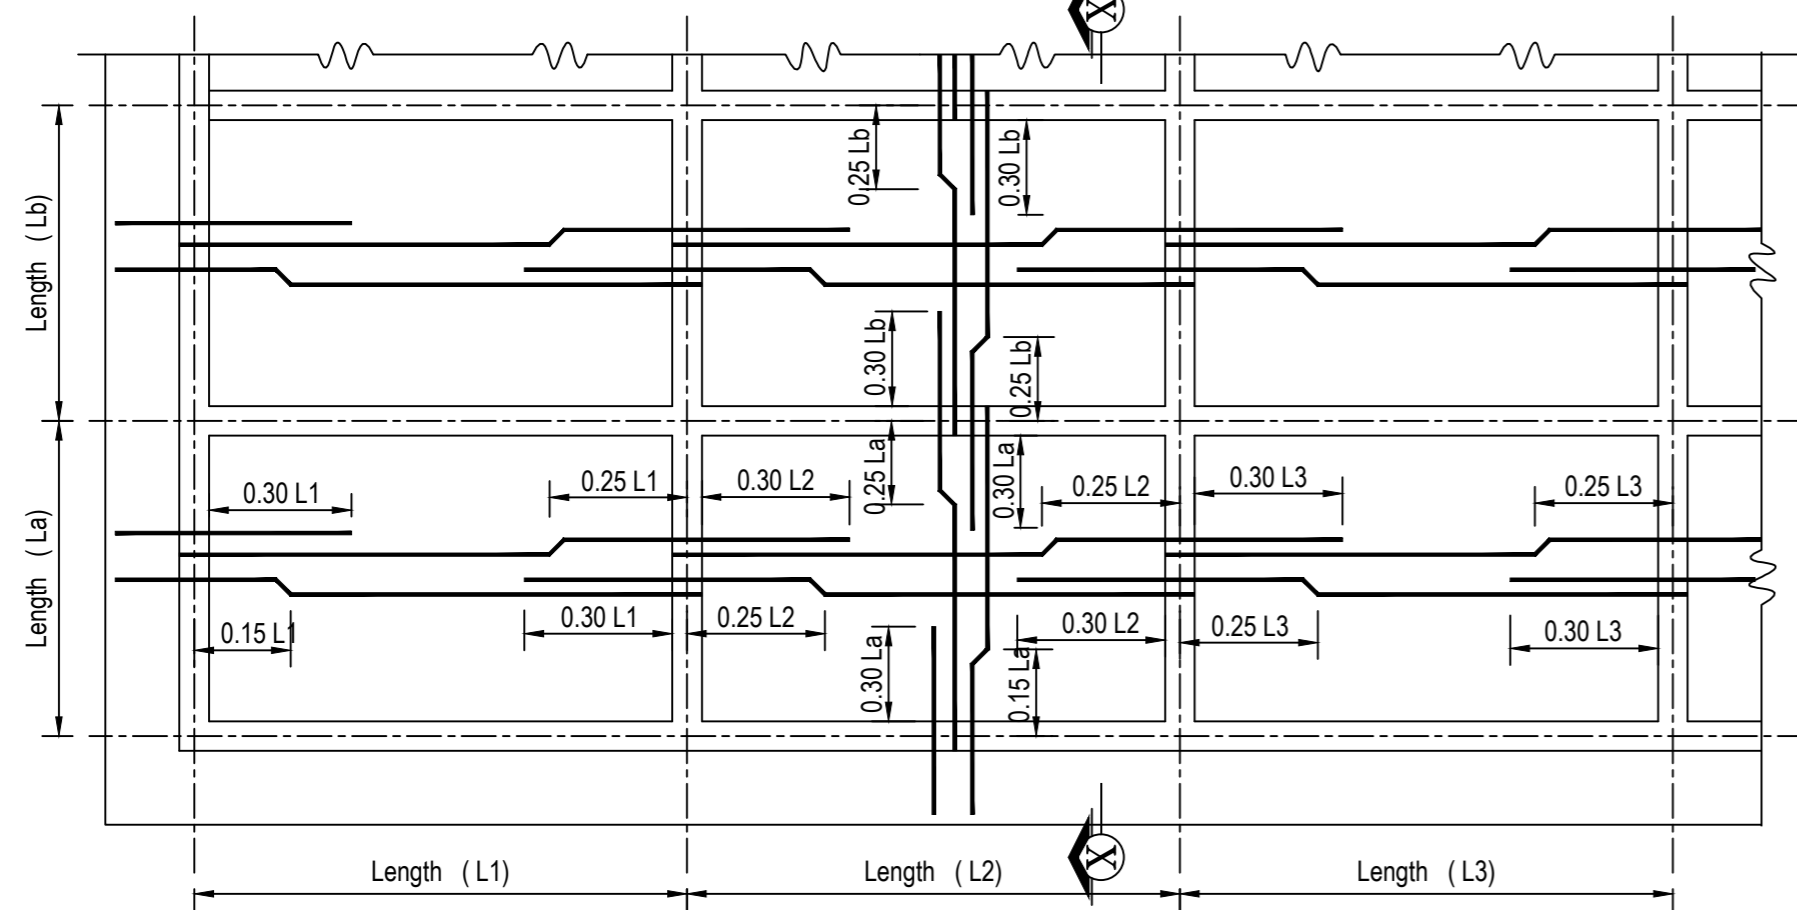 X
0.25 Lb
0.30 Lb
Length ( Lb)
0.30 Lb
0.25 Lb
0.25 La
0.30 La
0.30 L1
0.25 L1
0.30 L2
0.25 L2
0.30 L3
0.25 L3
Length ( La)
0.15 L1
0.30 L1
0.25 L2
0.30 La
0.15 La
0.30 L2
0.25 L3
0.30 L3
X
Length ( L1)
Length ( L2)
Length ( L3)